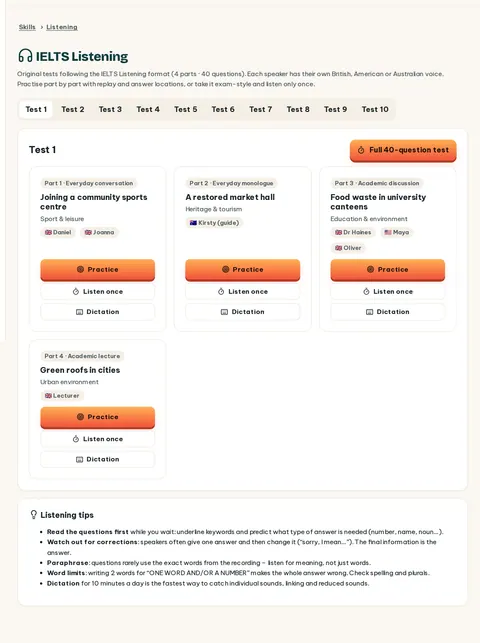 Skills > Listening
IELTS Listening
Original tests following the IELTS Listening format (4 parts · 40 questions). Each speaker has their own British, American or Australian voice.
Practise part by part with replay and answer locations, or take it exam-style and listen only once.
Test 1 Test 2 Test 3 Test 4 Test 5 Test 6 Test 7 Test 8 Test 9 Test 10
Test 1
Full 40-question test
Part 1 · Everyday conversation
Joining a community sports
centre
Sport & leisure
Daniel Joanna
Practice
Listen once
Dictation
Part 2 · Everyday monologue
A restored market hall
Heritage & tourism
Kirsty (guide)
Practice
Listen once
Dictation
Part 3 · Academic discussion
Food waste in university
canteens
Education & environment
Dr Haines Maya
Oliver
Practice
Listen once
Dictation
Part 4 · Academic lecture
Green roofs in cities
Urban environment
Lecturer
Practice
Listen once
Dictation
Listening tips
• Read the questions first while you wait: underline keywords and predict what type of answer is needed (number, name, noun…).
• Watch out for corrections: speakers often give one answer and then change it ("sorry, I mean…"). The final information is the
answer.
• Paraphrase: questions rarely use the exact words from the recording – listen for meaning, not just words.
• Word limits: writing 2 words for "ONE WORD AND/OR A NUMBER" makes the whole answer wrong. Check spelling and plurals.
• Dictation for 10 minutes a day is the fastest way to catch individual sounds, linking and reduced sounds.